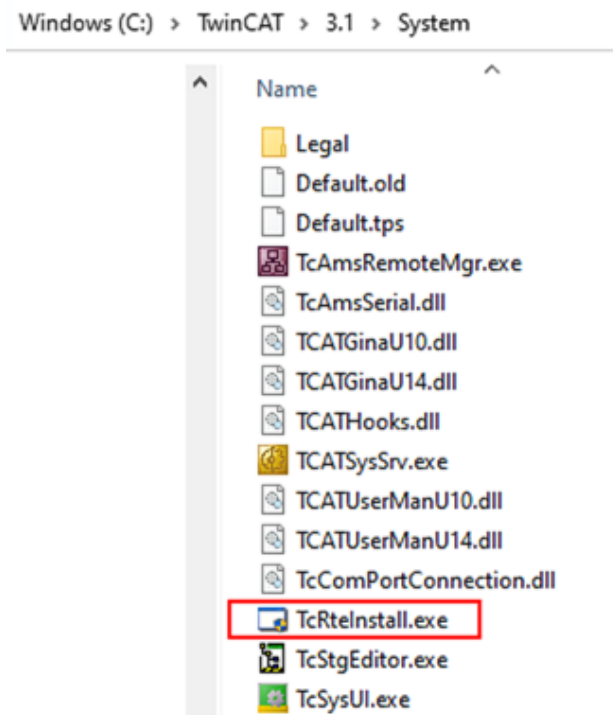 Windows (C:) > TwinCAT > 3.1 > System
Name
Legal
Default.old
Default.tps
TcAmsRemoteMgr.exe
TcAmsSerial.dll
TCATGinaU10.dll
TCATGinaU14.dll
TCATHooks.dll
TCATSysSrv.exe
TCATUserManU10.dll
TCATUserManU14.dll
TcComPortConnection.dll
TcRteInstall.exe
TcStgEditor.exe
TcSysUI.exe